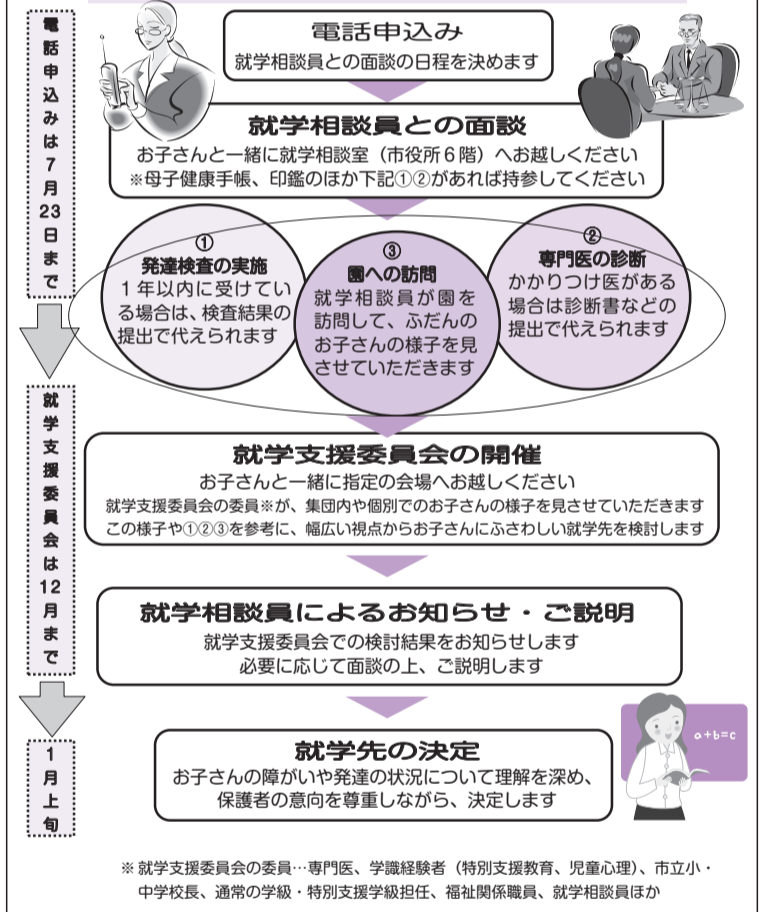 電話申込みは7月23日まで
電話申込み
就学相談員との面談の日程を決めます
就学相談員との面談
お子さんと一緒に就学相談室（市役所６階）へお越しください
※母子健康手帳、印鑑のほか下記①②があれば持参してください
①
発達検査の実施
１年以内に受けてい
る場合は、検査結果の
提出で代えられます
③
園への訪問
就学相談員が園を
訪問して、ふだんの
お子さんの様子を見
させていただきます
②
専門医の診断
かかりつけ医がある
場合は診断書などの
提出で代えられます
就学支援委員会は12月まで
就学支援委員会の開催
お子さんと一緒に指定の会場へお越しください
就学支援委員会の委員※が、集団内や個別でのお子さんの様子を見させていただきます
この様子や①②③を参考に、幅広い視点からお子さんにふさわしい就学先を検討します
就学相談員によるお知らせ・ご説明
就学支援委員会での検討結果をお知らせします
必要に応じて面談の上、ご説明します
1月上旬
就学先の決定
お子さんの障がいや発達の状況について理解を深め、
保護者の意向を尊重しながら、決定します
a+b=c
※ 就学支援委員会の委員…専門医、学識経験者（特別支援教育、児童心理）、市立小・
中学校長、通常の学級・特別支援学級担任、福祉関係職員、就学相談員ほか